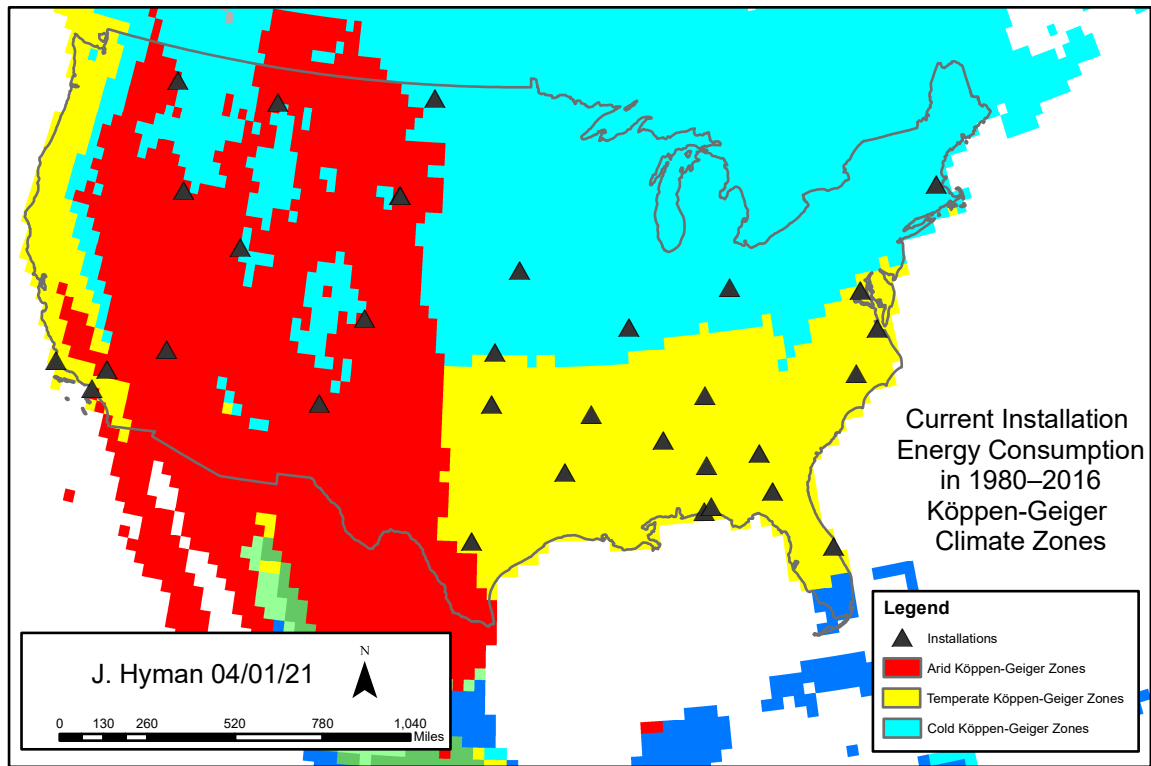 Current Installation
Energy Consumption
in 1980–2016
Köppen-Geiger
Climate Zones
Legend
Installations
Arid Köppen-Geiger Zones
Temperate Köppen-Geiger Zones
Cold Köppen-Geiger Zones
J. Hyman 04/01/21
N
0 130 260 520 780 1,040
Miles